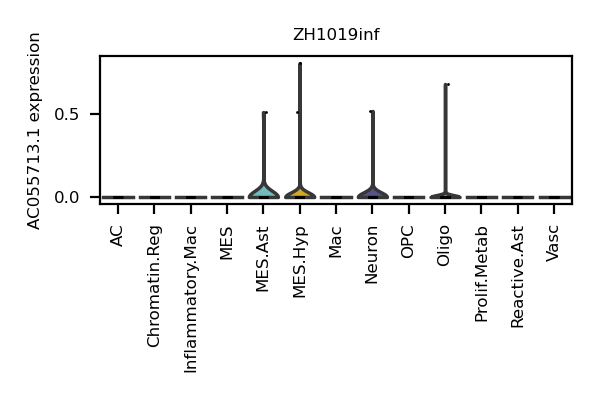 ZH1019inf
AC055713.1 expression
0.5
0.0
AC
Chromatin.Reg
Inflammatory.Mac
MES
MES.Ast
MES.Hyp
Mac
Neuron
OPC
Oligo
Prolif.Metab
Reactive.Ast
Vasc